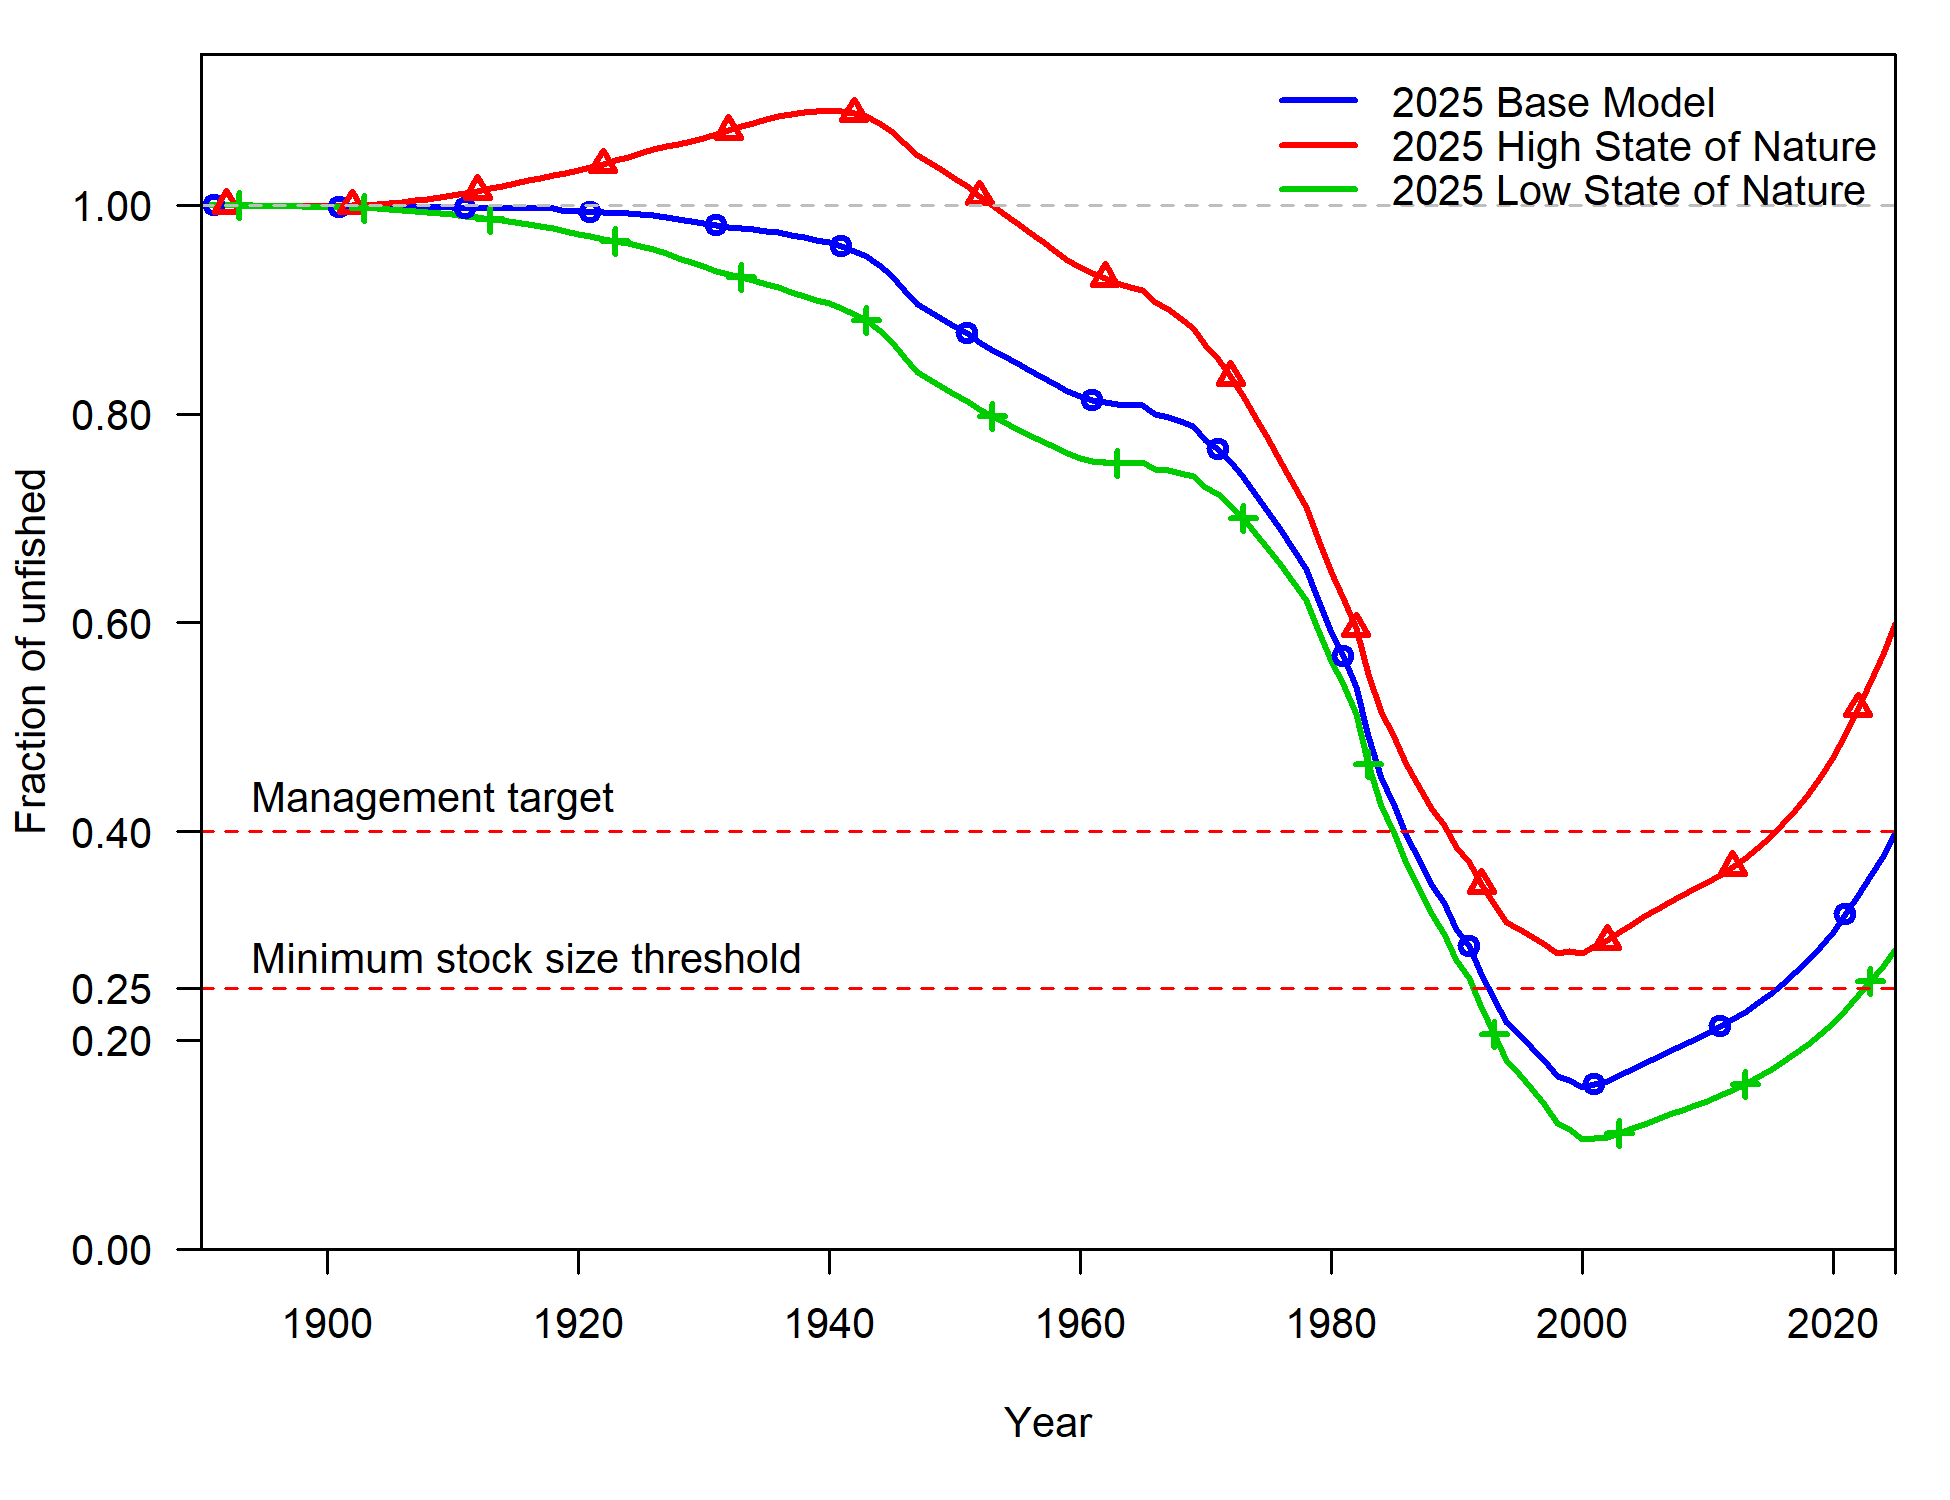 2025 Base Model
2025 High State of Nature
2025 Low State of Nature
1.00
0.80
0.60
0.40
0.25
0.20
0.00
Fraction of unfished
Management target
Minimum stock size threshold
1900 1920 1940 1960 1980 2000 2020
Year